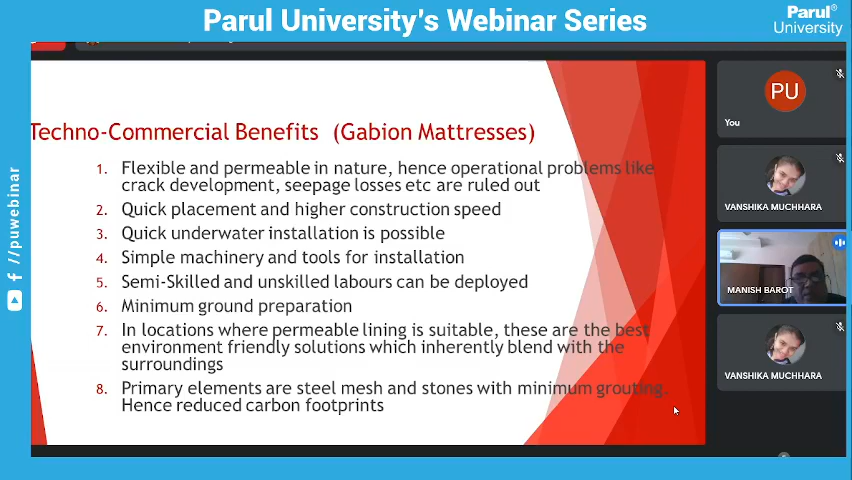 Parul University's Webinar Series
Parul®
University
Techno-Commercial Benefits (Gabion Mattresses)
1. Flexible and permeable in nature, hence operational problems like
crack development, seepage losses etc are ruled out
2. Quick placement and higher construction speed
3. Quick underwater installation is possible
4. Simple machinery and tools for installation
5. Semi-Skilled and unskilled labours can be deployed
6. Minimum ground preparation
7. In locations where permeable lining is suitable, these are the best
environment friendly solutions which inherently blend with the
surroundings
8. Primary elements are steel mesh and stones with minimum grouting.
Hence reduced carbon footprints
PU
You
VANSHIKA MUCHHARA
MANISH BAROT
VANSHIKA MUCHHARA
/puwebinar